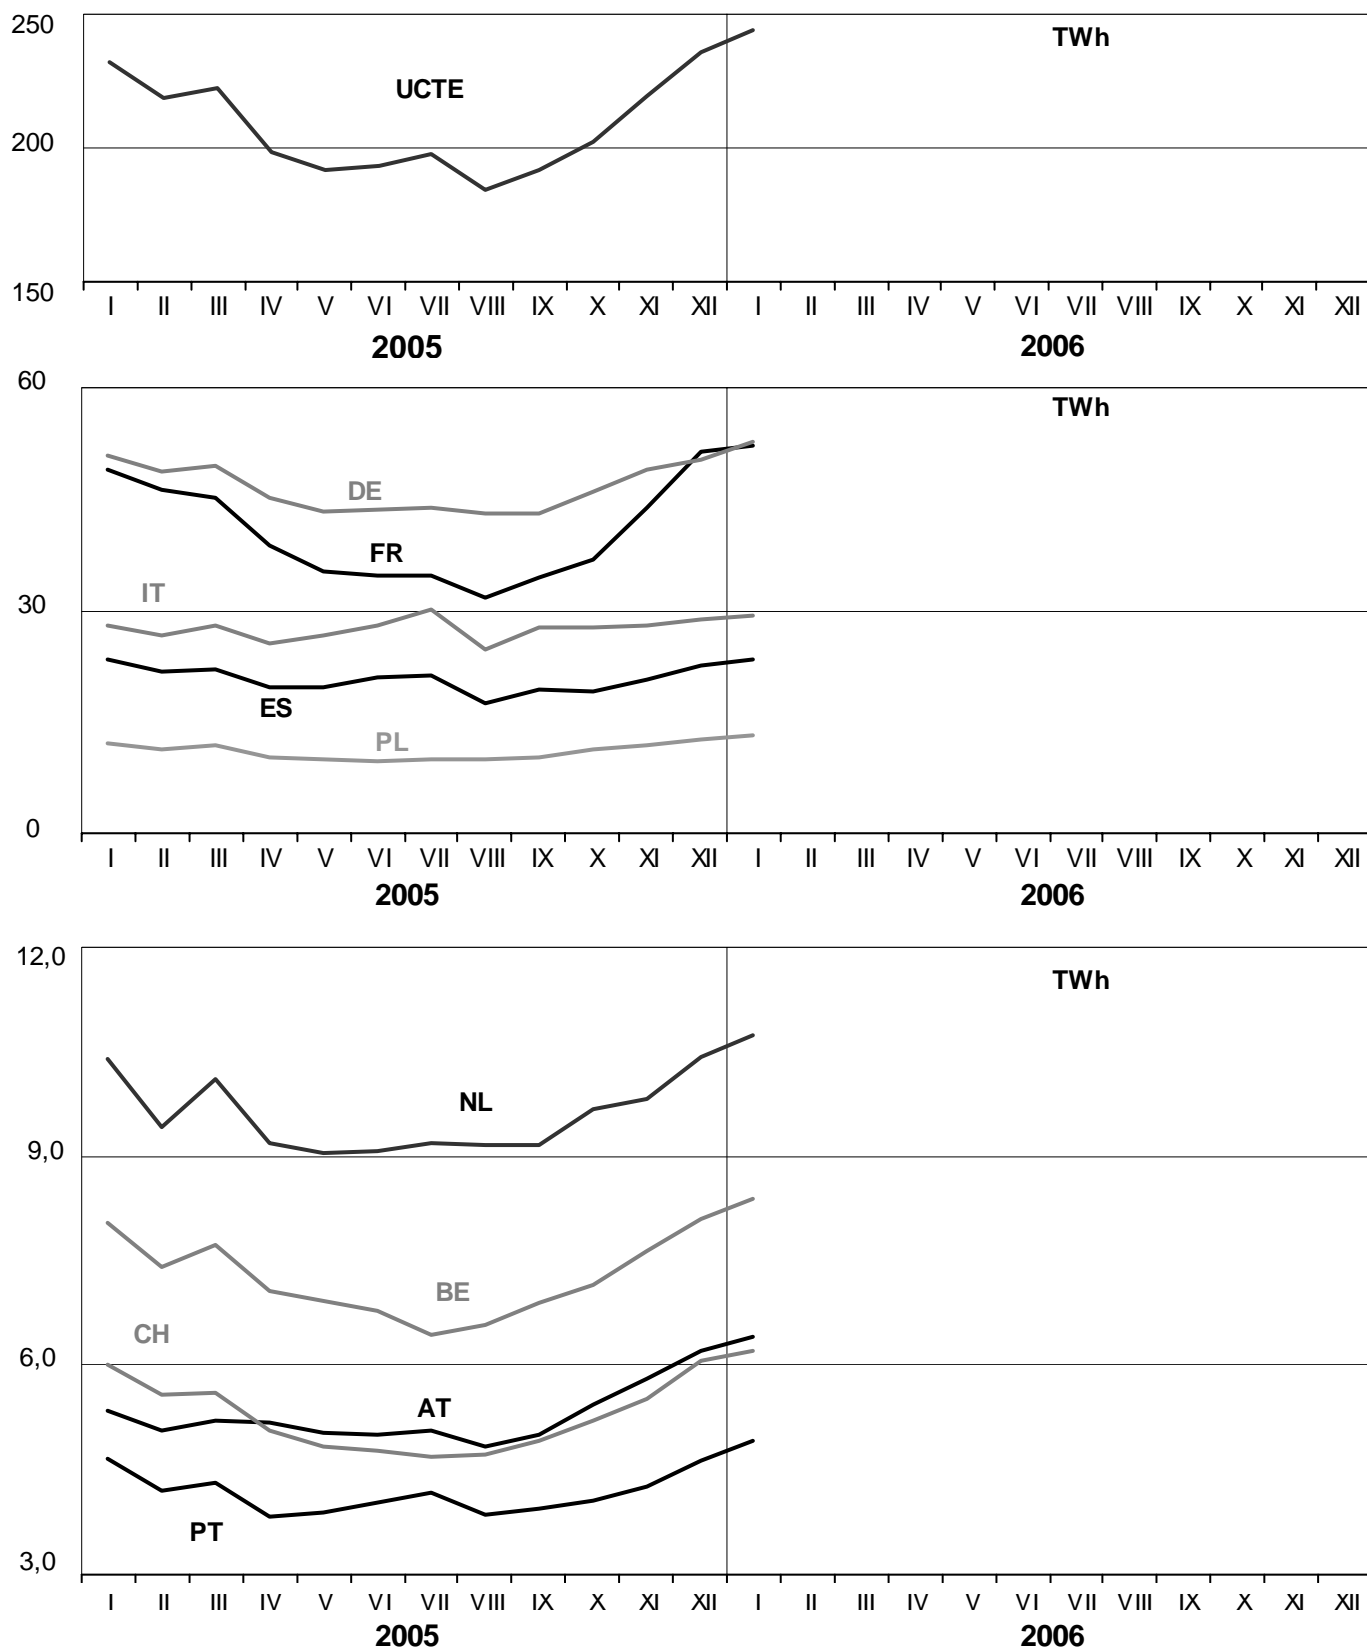 250
TWh
UCTE
200
150
I II III IV V VI VII VIII IX X XI XII I II III IV V VI VII VIII IX X XI XII
2005 2006
60
TWh
DE
FR
IT
30
ES
PL
0
I II III IV V VI VII VIII IX X XI XII I II III IV V VI VII VIII IX X XI XII
2005 2006
12,0
TWh
NL
9,0
BE
CH
6,0
AT
PT
3,0
I II III IV V VI VII VIII IX X XI XII I II III IV V VI VII VIII IX X XI XII
2005 2006